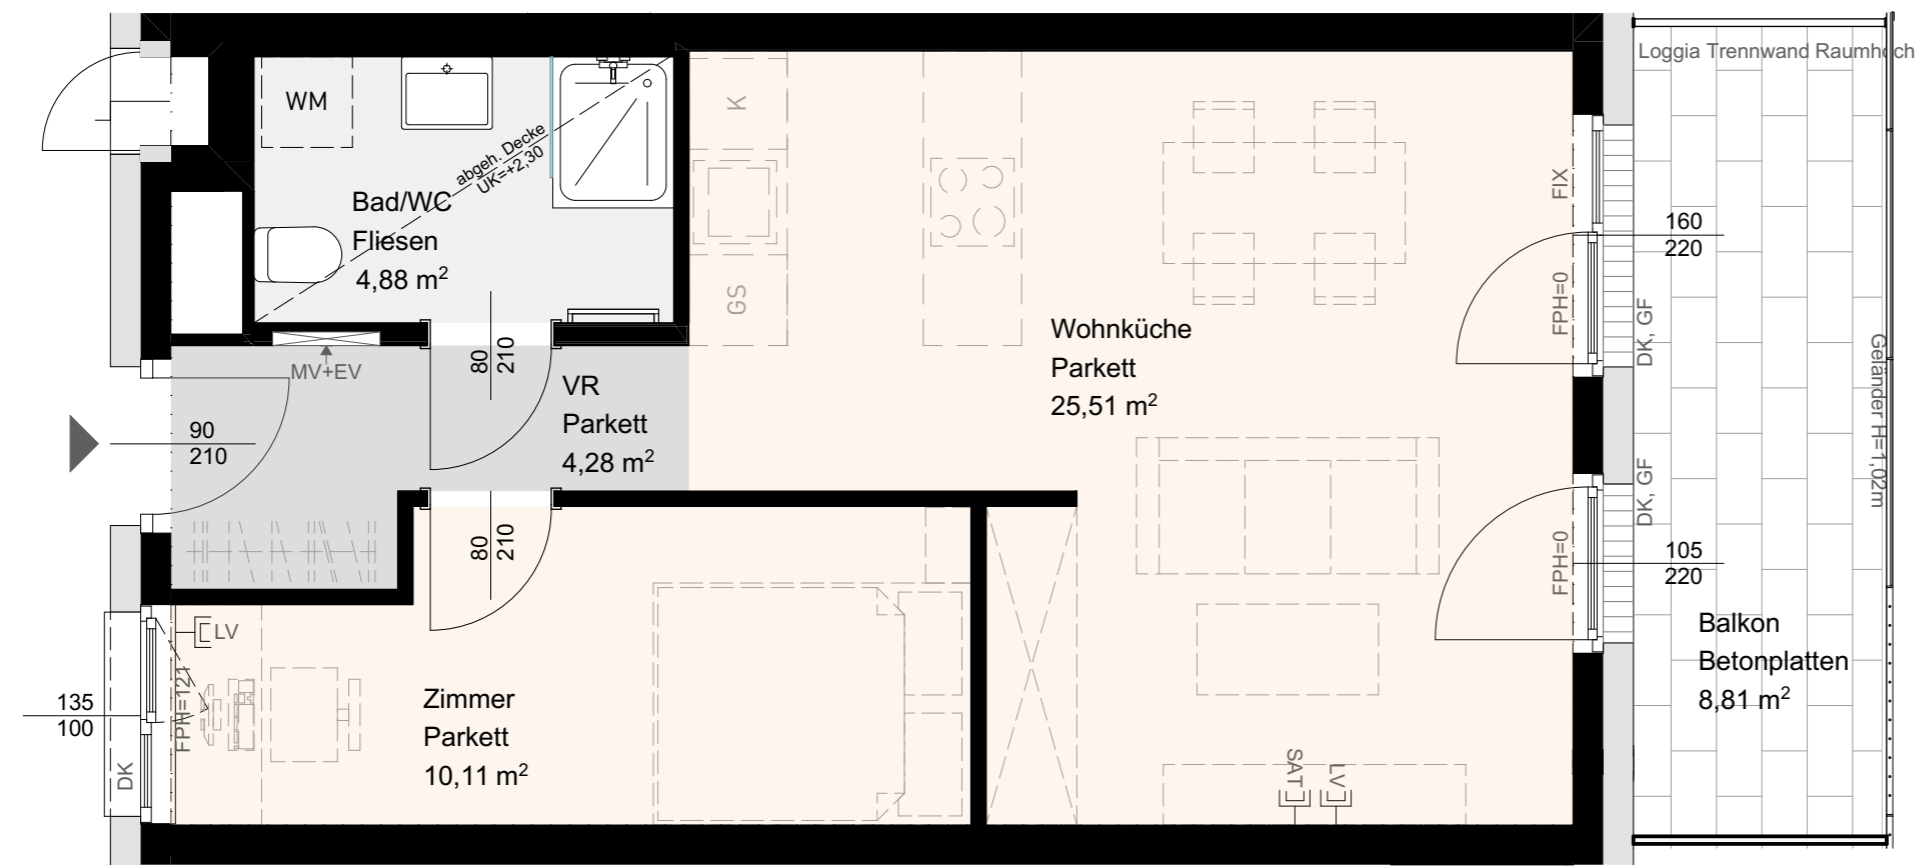 Loggia Trennwand Raumhoch
WM
abgeh. Decke
UK=+2,30
K
Bad/WC
Fliesen
4,88 m²
GS
FIX
160
220
FPH=0
DK, GF
Wohnküche
Parkett
25,51 m²
80
210
MV+EV
VR
Parkett
4,28 m²
90
210
Geländer H=1,02m
DK, GF
80
210
FPH=0
105
220
Balkon
Betonplatten
8,81 m²
LV
FPH=121
135
100
DK
Zimmer
Parkett
10,11 m²
SAT
LV